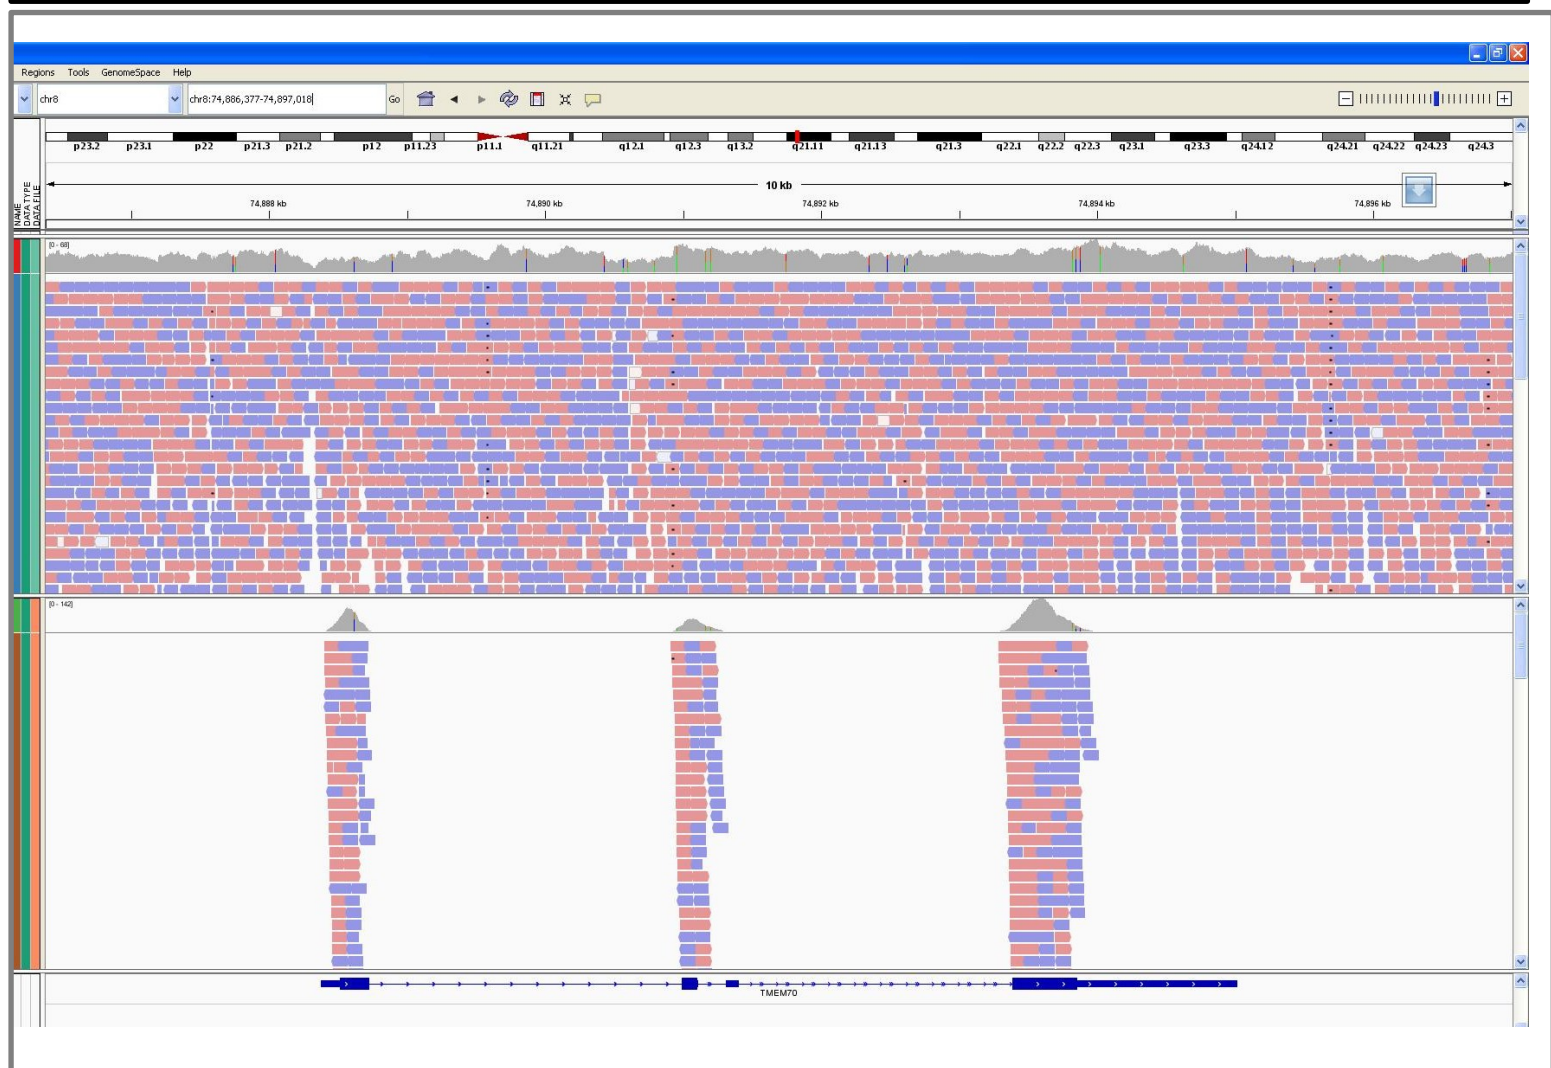 Regions Tools GenomeSpace Help
chr8 chr8:74,886,377-74,897,018 Go
p23.2 p23.1 p22 p21.3 p21.2 p12 p11.23 p11.1 q11.21 q12.1 q12.3 q13.2 q21.11 q21.13 q21.3 q22.1 q22.2 q22.3 q23.1 q23.3 q24.12 q24.21 q24.22 q24.23 q24.3
NAME
DATA TYPE
DATA FILE
10 kb
74,888 kb 74,890 kb 74,892 kb 74,894 kb 74,896 kb
[0 - 68]
[0 - 142]
TMEM70